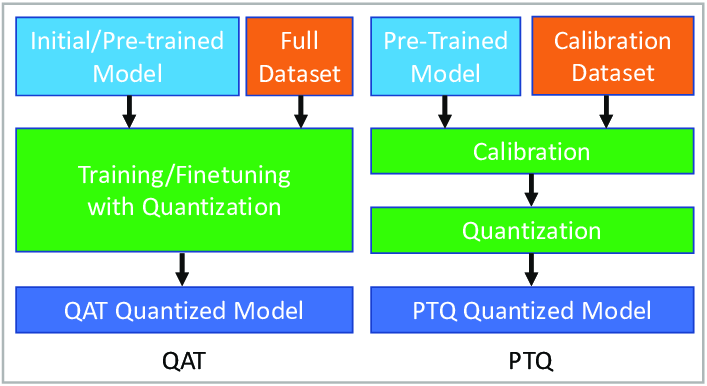 Initial/Pre-trained
Model
Full
Dataset
Training/Finetuning
with Quantization
QAT Quantized Model
QAT
Pre-Trained
Model
Calibration
Dataset
Calibration
Quantization
PTQ Quantized Model
PTQ